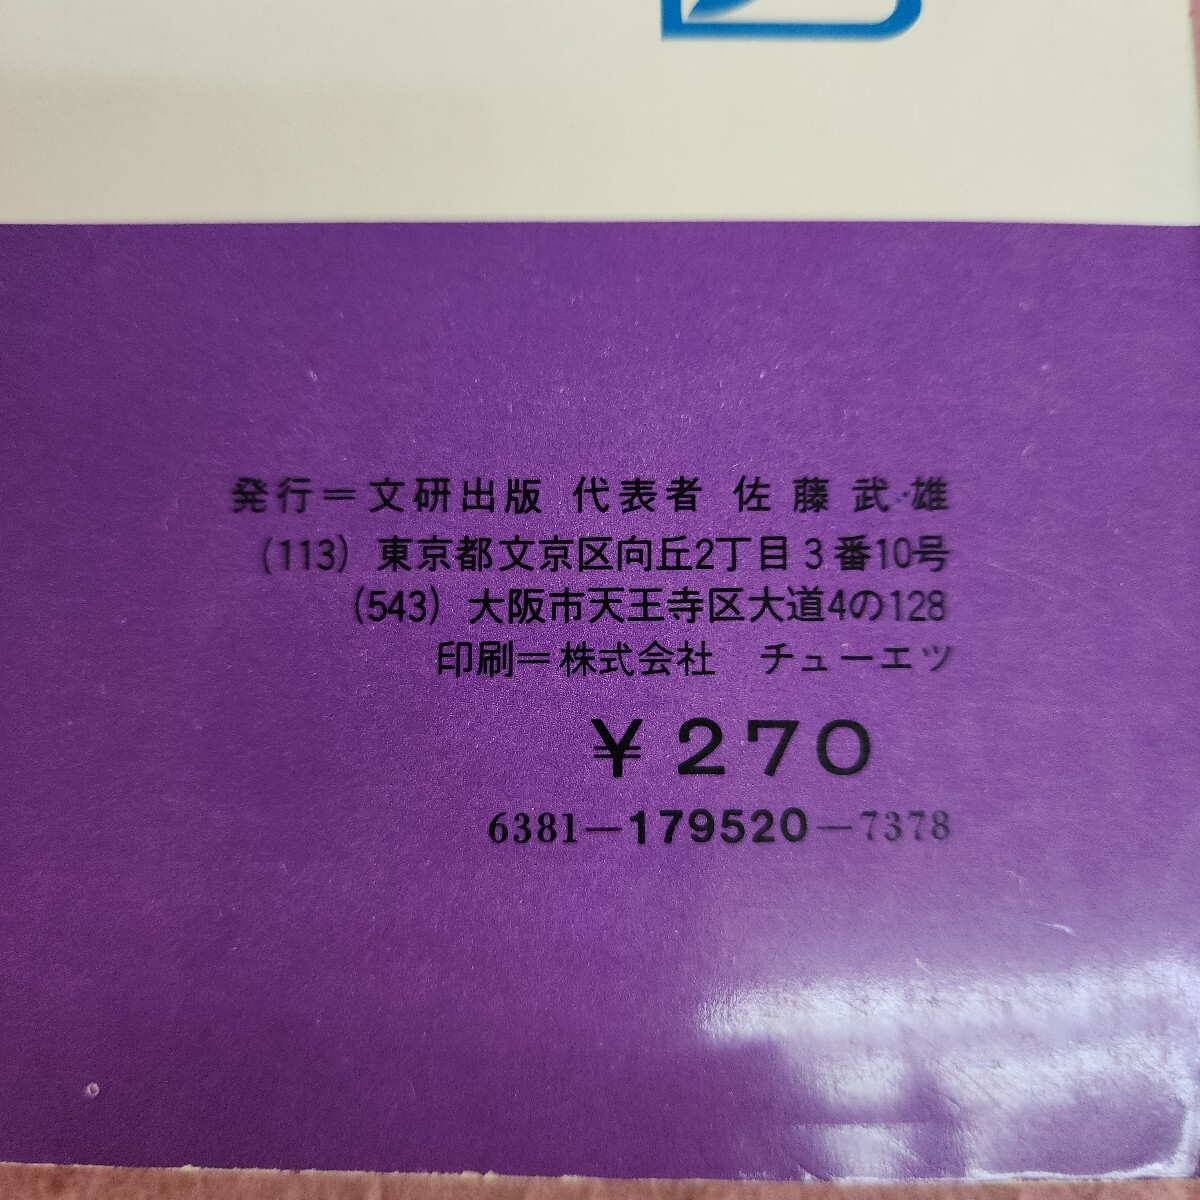 発行＝文研出版 代表者 佐藤武雄
(113) 東京都文京区向丘2丁目3番10号
(543) 大阪市天王寺区大道4の128
印刷＝株式会社 チューエツ
￥270
6381―179520―7378